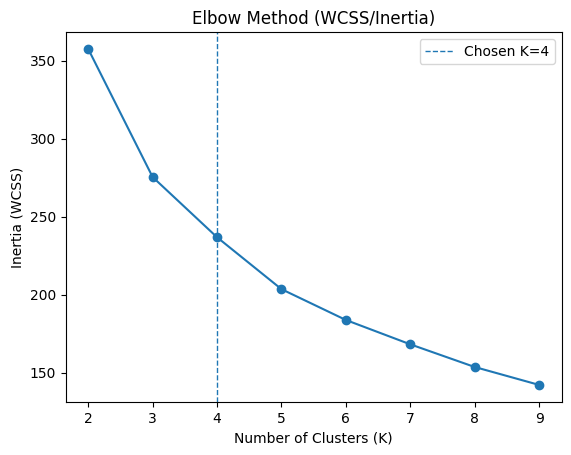 Elbow Method (WCSS/Inertia)
Chosen K=4
Inertia (WCSS)
350
300
250
200
150
2 3 4 5 6 7 8 9
Number of Clusters (K)